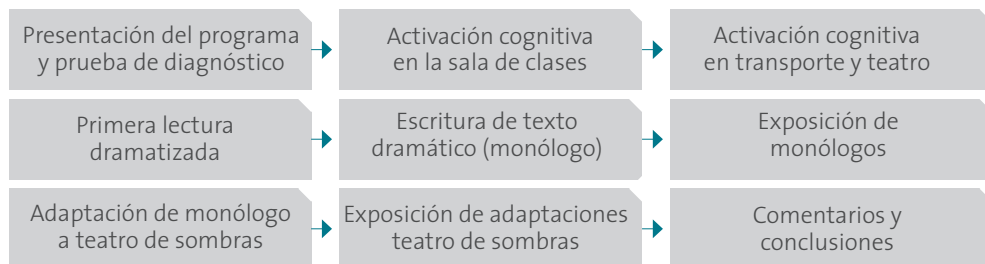 Presentación del programa
y prueba de diagnóstico
Activación cognitiva
en la sala de clases
Activación cognitiva
en transporte y teatro
Primera lectura
dramatizada
Escritura de texto
dramático (monólogo)
Exposición de
monólogos
Adaptación de monólogo
a teatro de sombras
Exposición de adaptaciones
teatro de sombras
Comentarios y
conclusiones